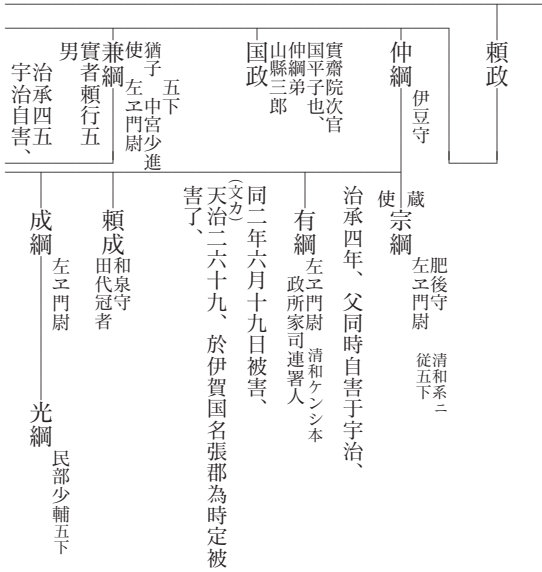 頼政
仲綱
伊豆守
国政
實齋院次官
国平子也、
仲綱弟
山縣三郎
兼綱
五下
猶子 中宮少進
使 左ヱ門尉
實者頼行五
男
治承四五
宇治自害、
宗綱
蔵
使
肥後守 清和系ニ
左ヱ門尉 従五下
治承四年、父同時自害于宇治、
有綱
左ヱ門尉 清和ケンシ本
政所家司連署人
同二年六月十九日被害、
(文カ)
天治二六十九、於伊賀国名張郡為時定被
害了、
頼成
和泉守
田代冠者
成綱
左ヱ門尉
光綱
民部少輔五下